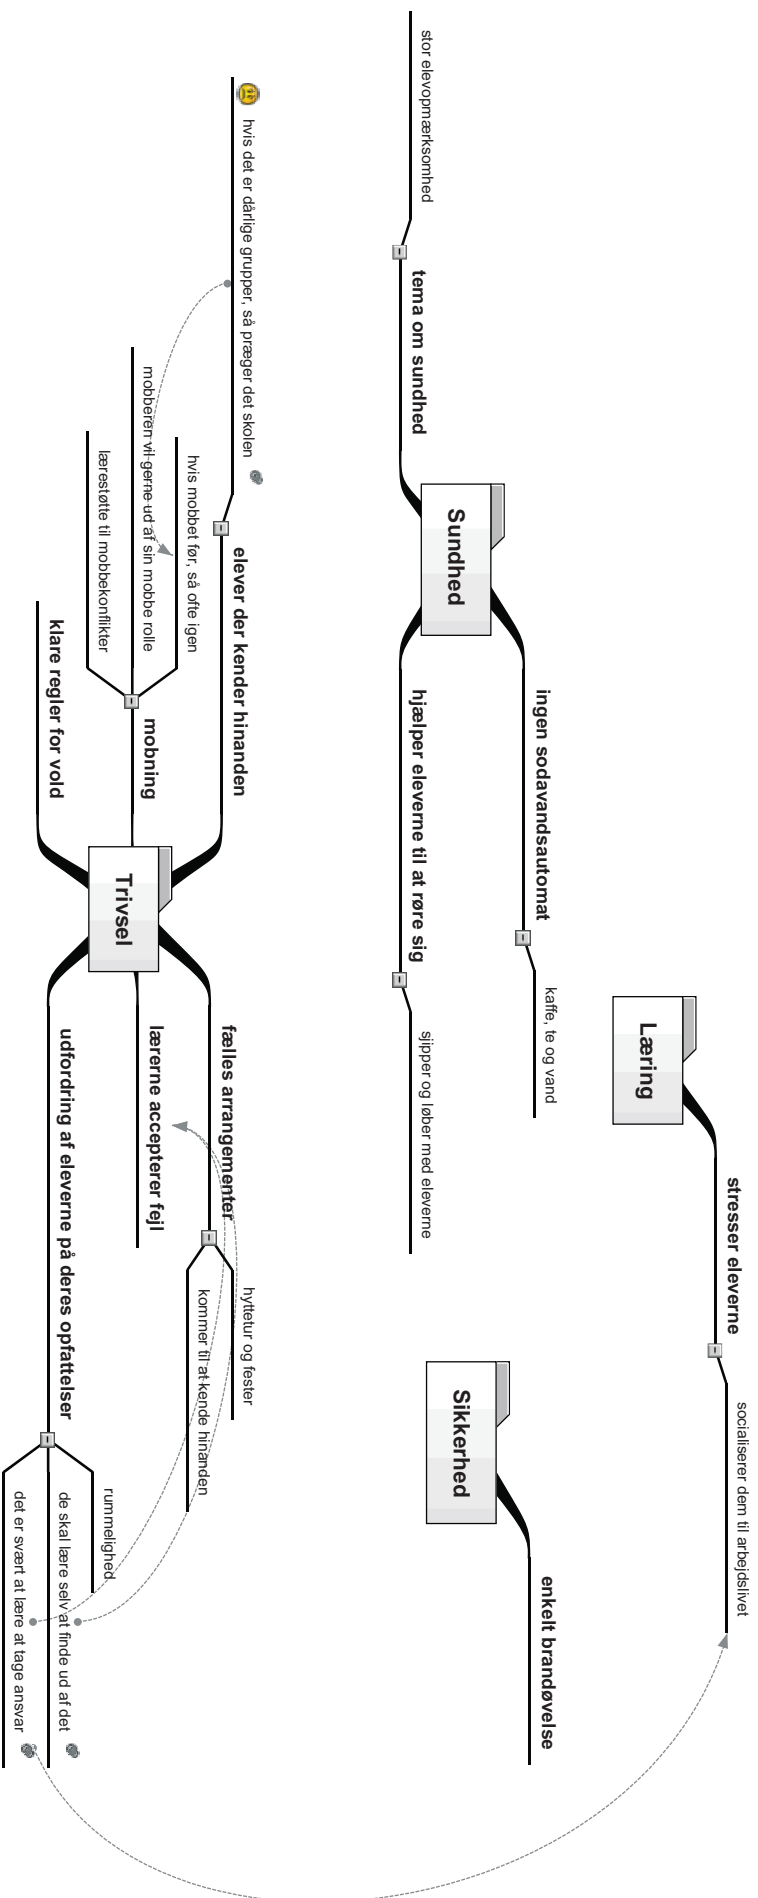 Læring
stresser eleverne
socialiserer dem til arbejdslivet
Sundhed
tema om sundhed
stor elevopmærksomhed
ingen sodavandsautomat
kaffe, te og vand
hjælper eleverne til at røre sig
sjipper og løber med eleverne
Sikkerhed
enkelt brandøvelse
Trivsel
elever der kender hinanden
hvis det er dårlige grupper, så præger det skolen
mobning
hvis mobbet før, så ofte igen
mobberen vil gerne ud af sin mobbe rolle
lærestøtte til mobbekonflikter
klare regler for vold
fælles arrangementer
hyttetur og fester
kommer til at kende hinanden
lærerne accepterer fejl
udfordring af eleverne på deres opfattelser
rummelighed
de skal lære selv at finde ud af det
det er svært at lære at tage ansvar